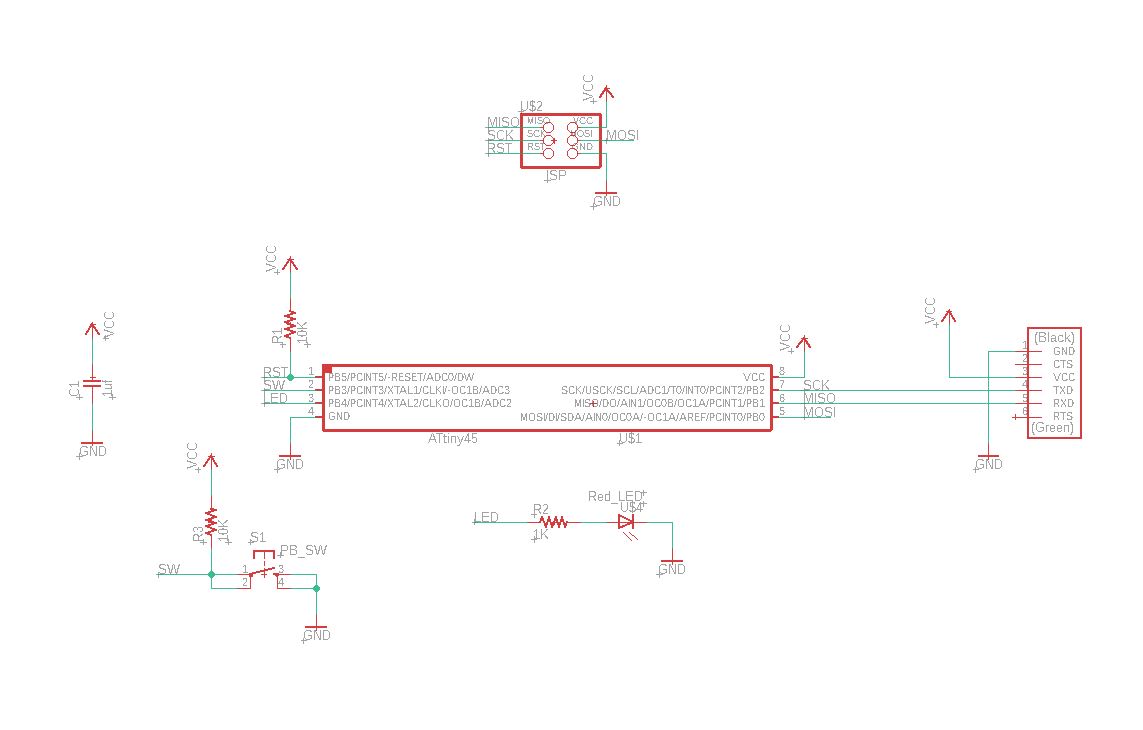 VCC
U$2
MISO MISO VCC
SCK SCK MOSI MOSI
RST RST GND
ISP
GND
VCC
R1
10K
VCC
C1
1uf
GND
RST 1 PB5/PCINT5/-RESET/ADC0/DW
SW 2 PB3/PCINT3/XTAL1/CLKI/-OC1B/ADC3
LED 3 PB4/PCINT4/XTAL2/CLKO/OC1B/ADC2
4 GND
VCC
VCC 8
SCK/USCK/SCL/ADC1/T0/INT0/PCINT2/PB2 7 SCK
MISO/DO/AIN1/OC0B/OC1A/PCINT1/PB1 6 MISO
MOSI/DI/SDA/AIN0/OC0A/-OC1A/AREF/PCINT0/PB0 5 MOSI
ATtiny45
U$1
GND
VCC
(Black)
1 GND
2 CTS
3 VCC
4 TXD
5 RXD
6 RTS
(Green)
GND
VCC
R3
10K
S1
PB_SW
SW
1 3
2 4
GND
LED
R2
1K
Red_LED
U$4
GND